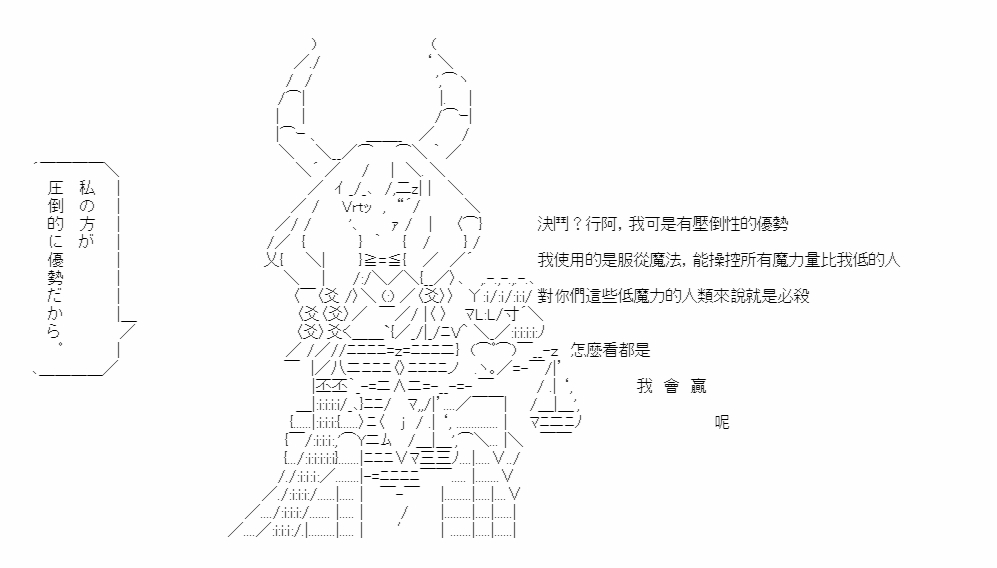 私の方が
圧倒的に優勢だから。
決鬥？行阿，我可是有壓倒性的優勢
我使用的是服從魔法，能操控所有魔力量比我低的人
對你們這些低魔力的人類來說就是必殺
怎麼看都是
我 會 贏
呢